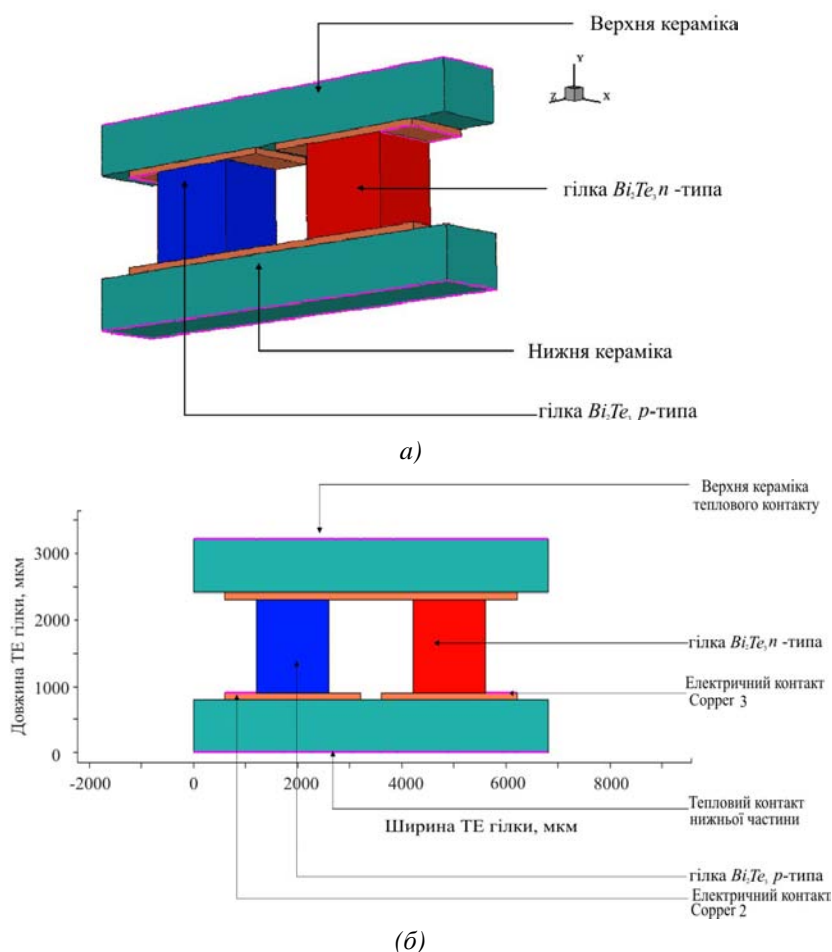 Верхня кераміка
Y
Z
X
гілка Bi₂Te₃ n -типа
Нижня кераміка
гілка Bi₂Te₃ p-типа
а)
Верхня кераміка
теплового контакту
Довжина ТЕ гілки, мкм
3000
2000
1000
0
гілка Bi₂Te₃ n -типа
Електричний контакт
Copper 3
-2000 0 2000 4000 6000 8000
Ширина ТЕ гілки, мкм
Тепловий контакт
нижньої частини
гілка Bi₂Te₃ p-типа
Електричний контакт
Copper 2
(б)